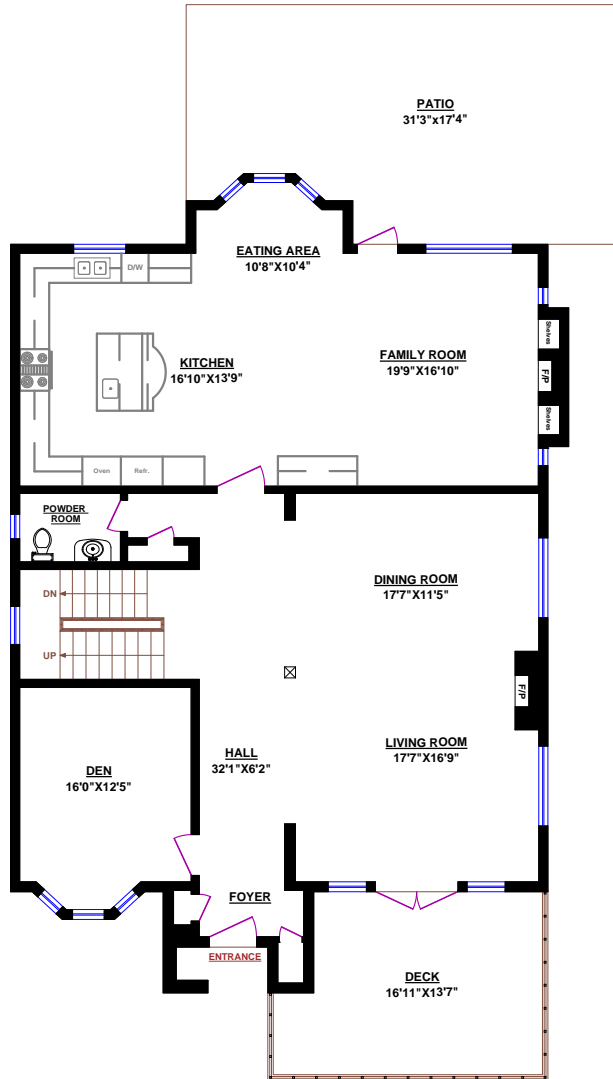 PATIO
31'3"x17'4"
EATING AREA
10'8"X10'4"
D/W
Shelves
KITCHEN
16'10"X13'9"
FAMILY ROOM
19'9"X16'10"
F/P
Shelves
Oven
Refr.
POWDER
ROOM
DN
DINING ROOM
17'7"X11'5"
UP
F/P
HALL
32'1"X6'2"
LIVING ROOM
17'7"X16'9"
DEN
16'0"X12'5"
FOYER
ENTRANCE
DECK
16'11"X13'7"